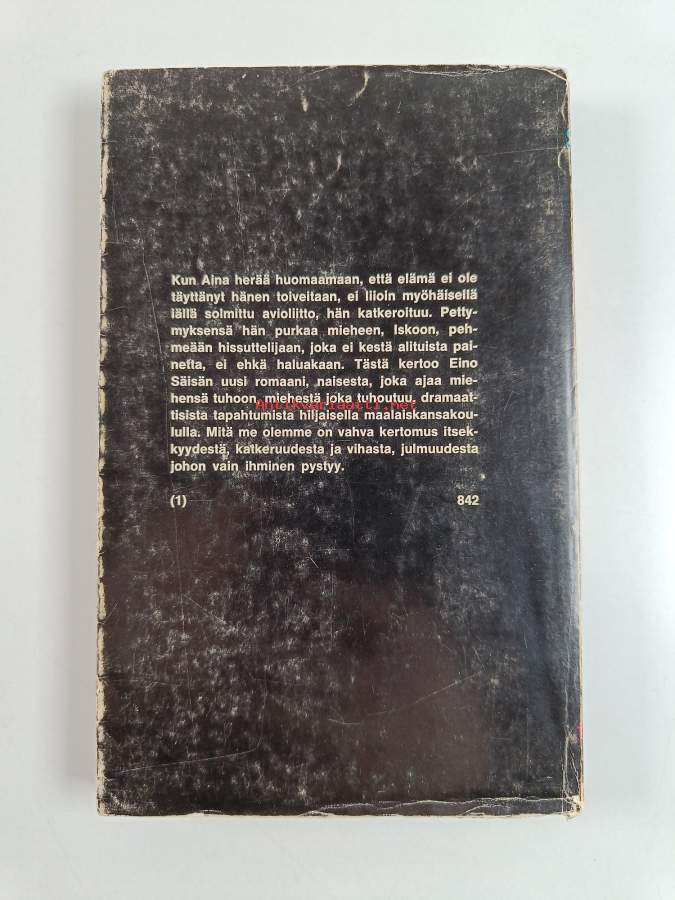 Kun Aina herää huomaamaan, että elämä ei ole
täyttänyt hänen toiveitaan, ei liioin myöhäisellä
iällä solmittu avioliitto, hän katkeroituu. Petty-
myksensä hän purkaa mieheen, Iskoon, peh-
meään hissuttelijaan, joka ei kestä alituista pai-
netta, ei ehkä haluakaan. Tästä kertoo Eino
Säisän uusi romaani, naisesta, joka ajaa mie-
hensä tuhoon, miehestä joka tuhoutuu, dramaat-
tisista tapahtumista hiljaisella maalaiskansakou-
lulla. Mitä me olemme on vahva kertomus itsek-
kyydestä, katkeruudesta ja vihasta, julmuudesta
johon vain ihminen pystyy.
(1) 842
Antikvariaatti.net